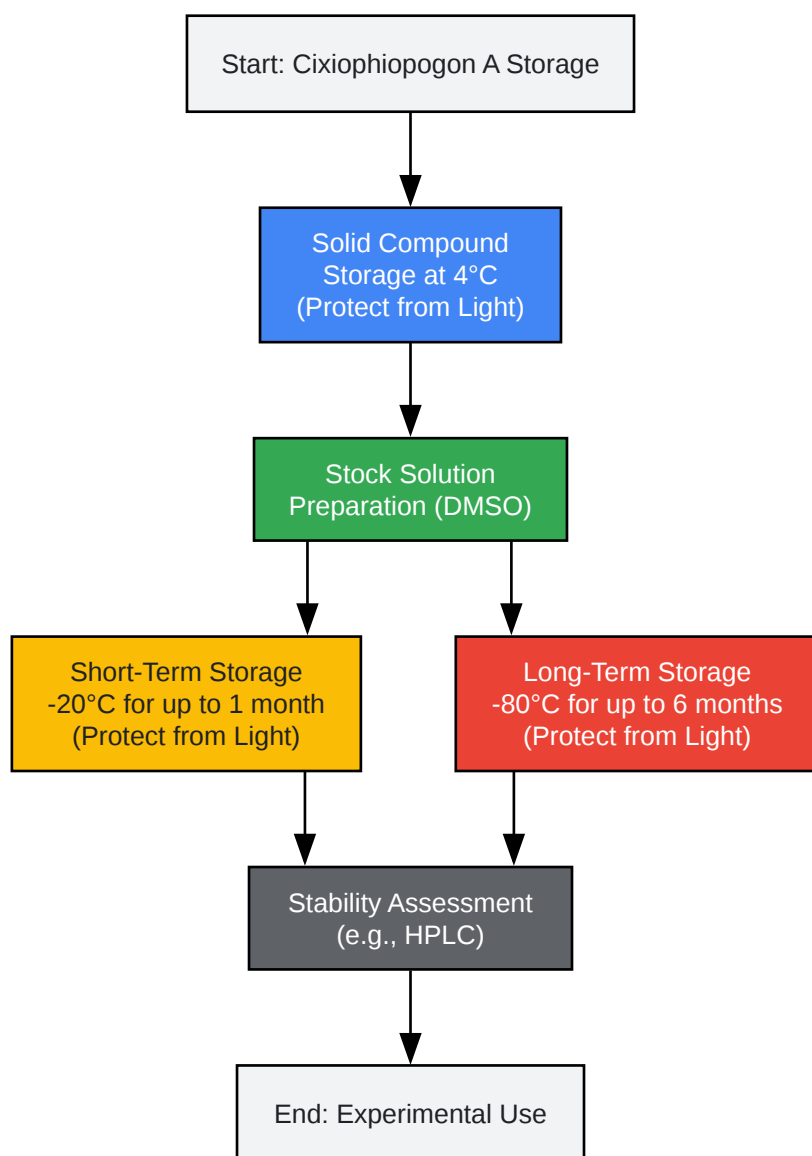 Start: Cixiophiopogon A Storage
Solid Compound
Storage at 4°C
(Protect from Light)
Stock Solution
Preparation (DMSO)
Short-Term Storage
-20°C for up to 1 month
(Protect from Light)
Long-Term Storage
-80°C for up to 6 months
(Protect from Light)
Stability Assessment
(e.g., HPLC)
End: Experimental Use